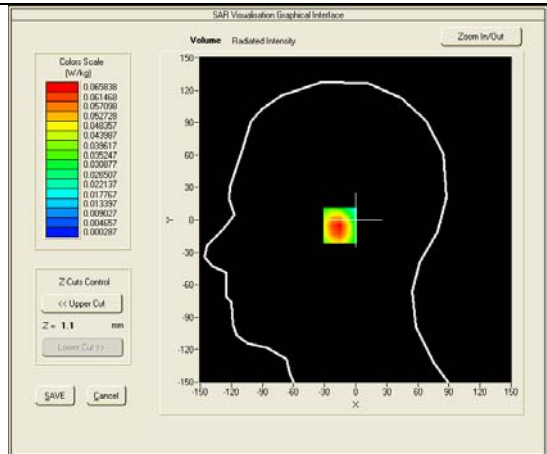 SAR Visualisation Graphical Interface
Volume Radiated Intensity
Zoom In/Out
Colors Scale
(W/kg)
0.065838
0.061468
0.057098
0.052728
0.048357
0.043987
0.039617
0.035247
0.030877
0.026507
0.022137
0.017767
0.013397
0.009027
0.004657
0.000287
Z Cuts Control
<< Upper Cut
Z = 1.1 mm
Lower Cut >>
SAVE Cancel
150-
120-
90-
60-
30-
0-
-30-
-60-
-90-
-120-
-150-
Y
-150 -120 -90 -60 -30 0 30 60 90 120 150
X